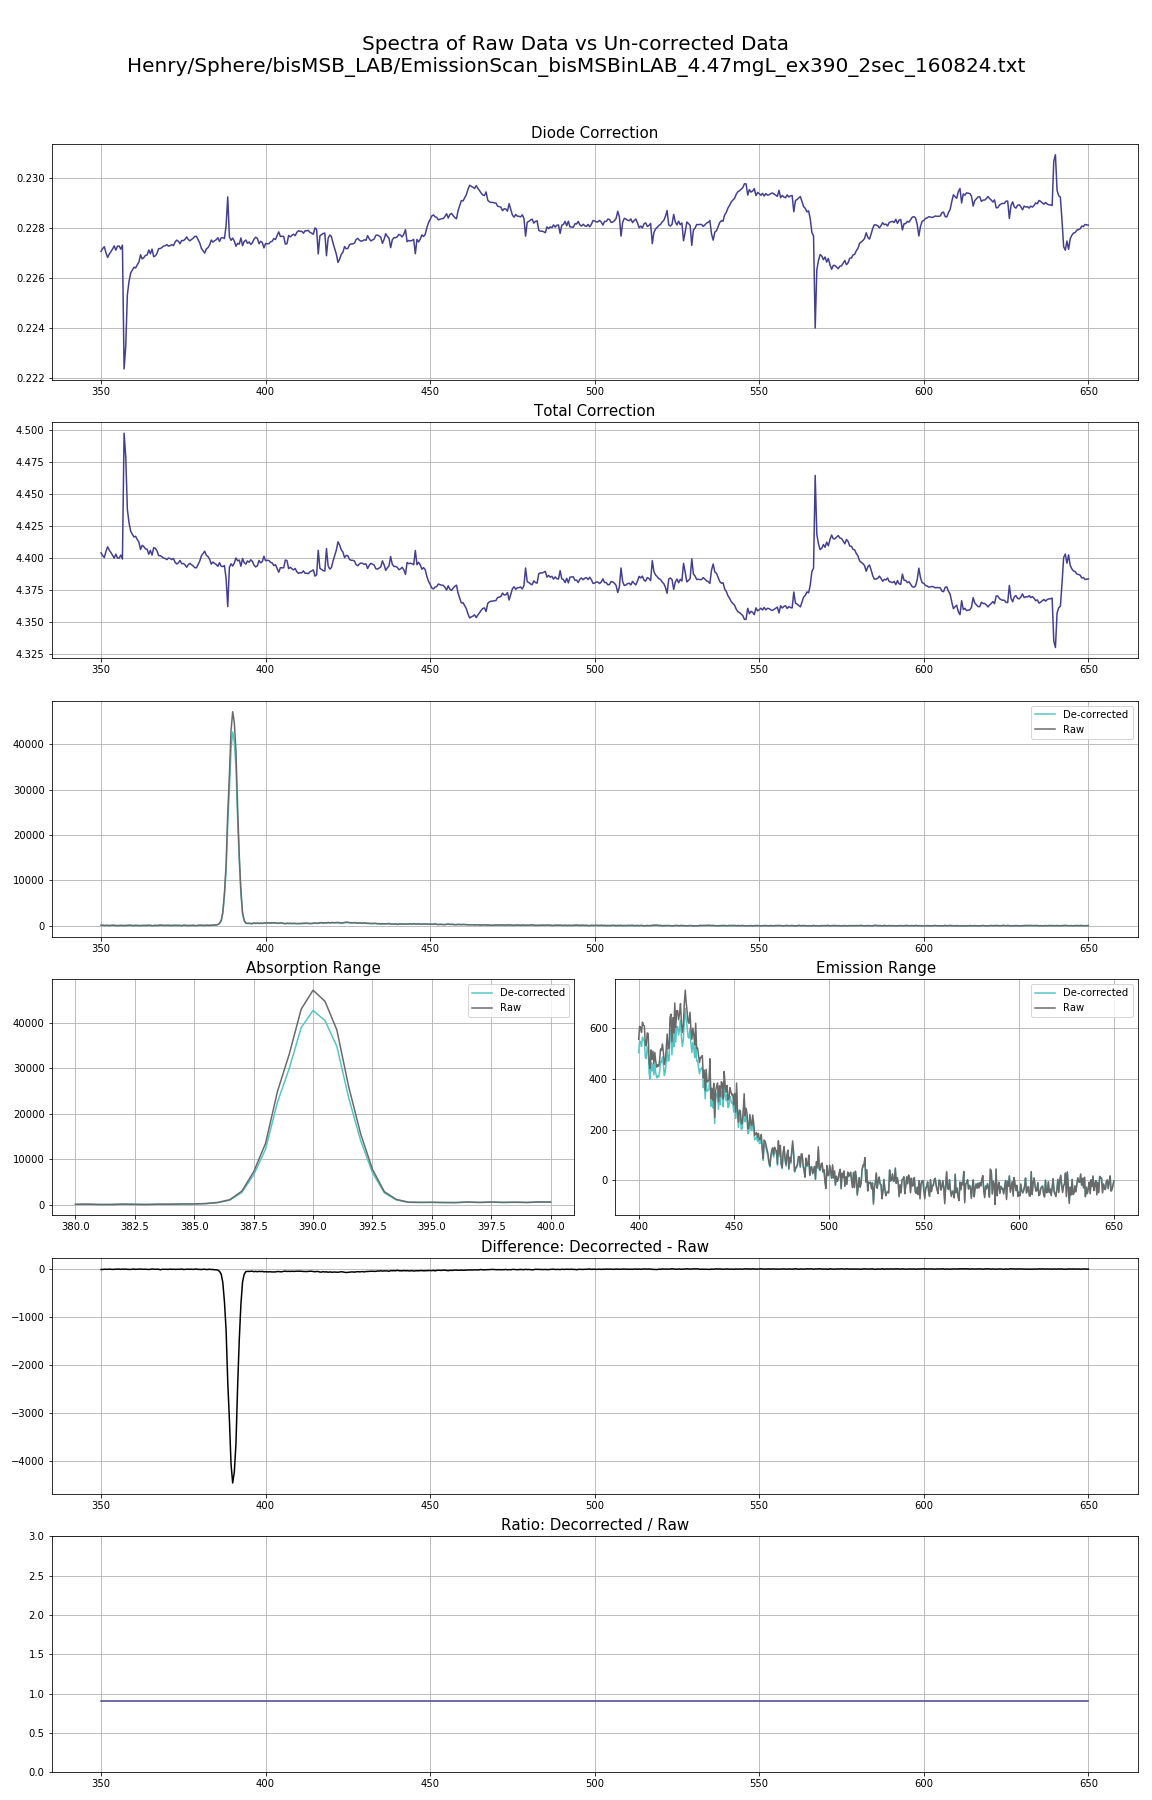 Spectra of Raw Data vs Un-corrected Data
Henry/Sphere/bisMSB_LAB/EmissionScan_bisMSBinLAB_4.47mgL_ex390_2sec_160824.txt
Diode Correction
0.230
0.228
0.226
0.224
0.222
350 400 450 500 550 600 650
Total Correction
4.500
4.475
4.450
4.425
4.400
4.375
4.350
4.325
350 400 450 500 550 600 650
De-corrected
Raw
40000
30000
20000
10000
0
350 400 450 500 550 600 650
Absorption Range
De-corrected
Raw
40000
30000
20000
10000
0
380.0 382.5 385.0 387.5 390.0 392.5 395.0 397.5 400.0
Emission Range
De-corrected
Raw
600
400
200
0
400 450 500 550 600 650
Difference: Decorrected - Raw
0
−1000
−2000
−3000
−4000
350 400 450 500 550 600 650
Ratio: Decorrected / Raw
3.0
2.5
2.0
1.5
1.0
0.5
0.0
350 400 450 500 550 600 650